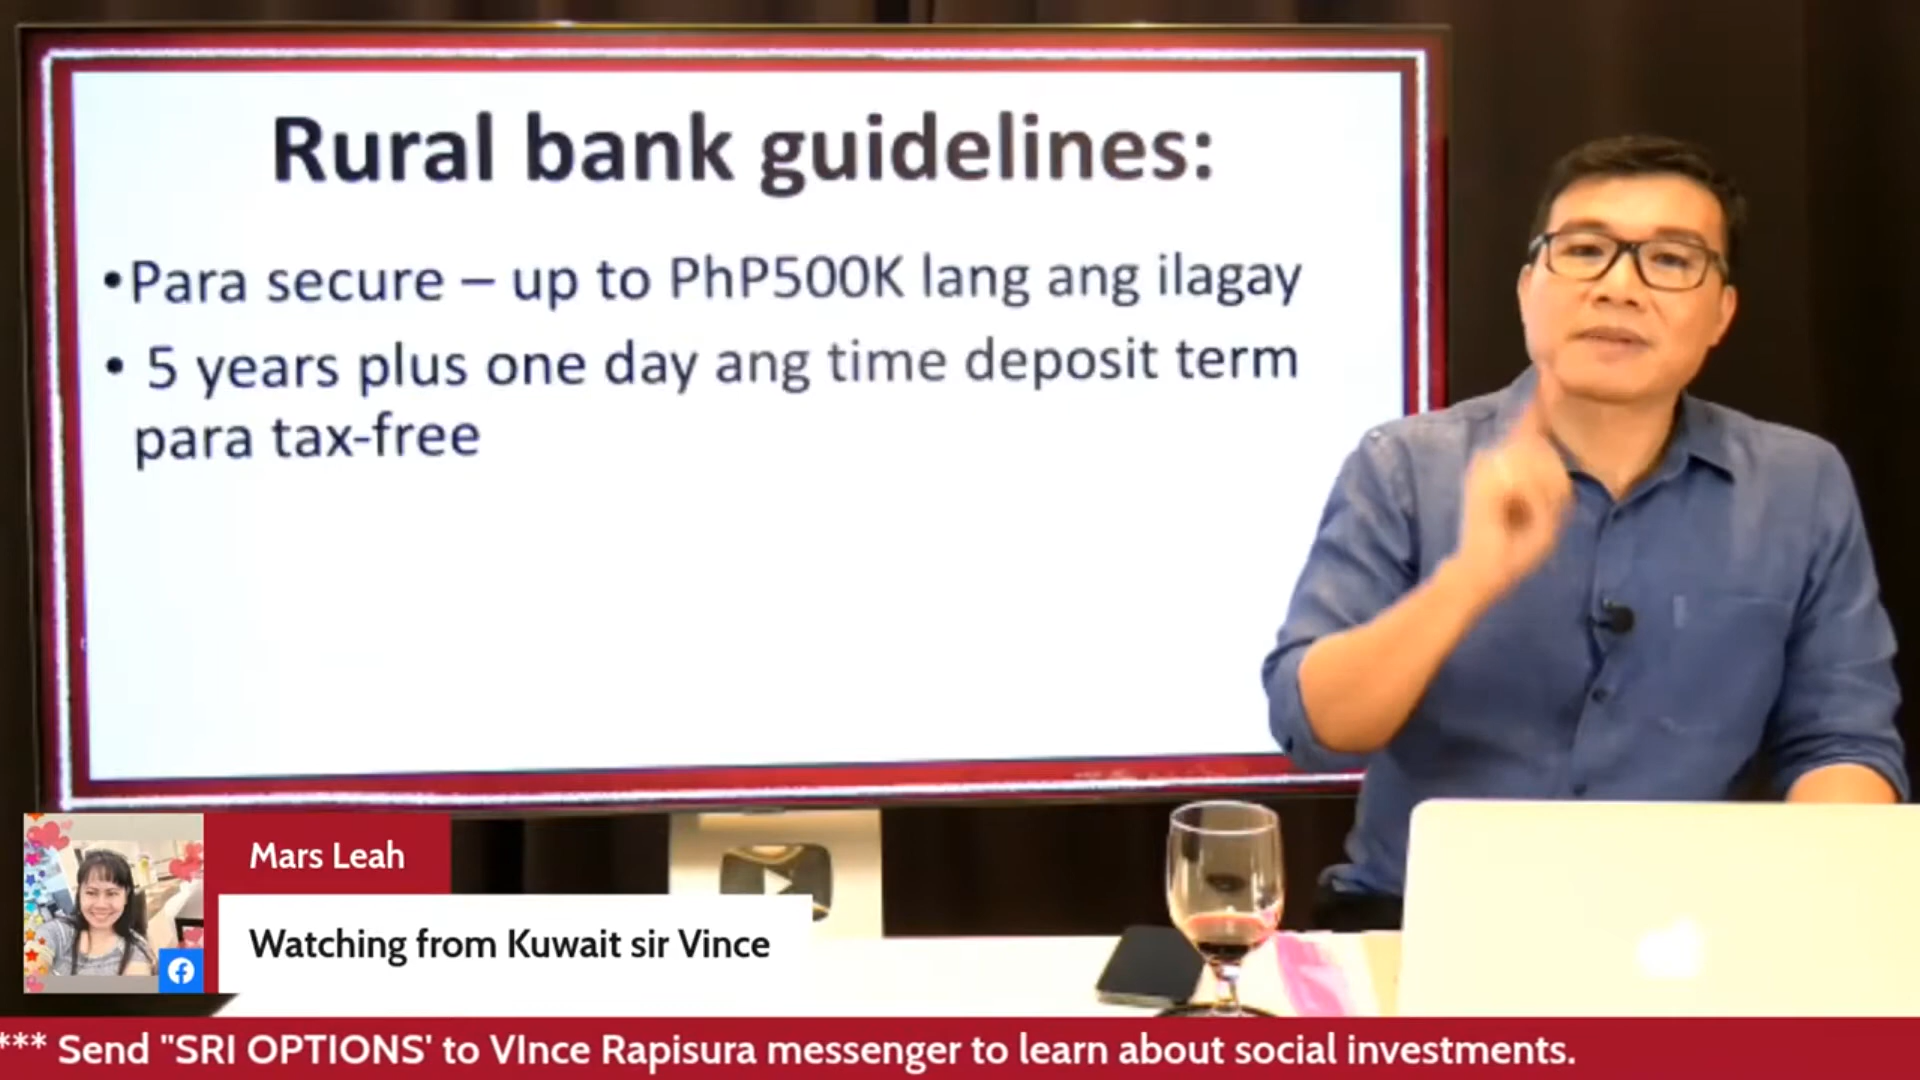 Rural bank guidelines:
•Para secure – up to PhP500K lang ang ilagay
• 5 years plus one day ang time deposit term
para tax-free
Mars Leah
Watching from Kuwait sir Vince
*** Send "SRI OPTIONS' to VInce Rapisura messenger to learn about social investments.